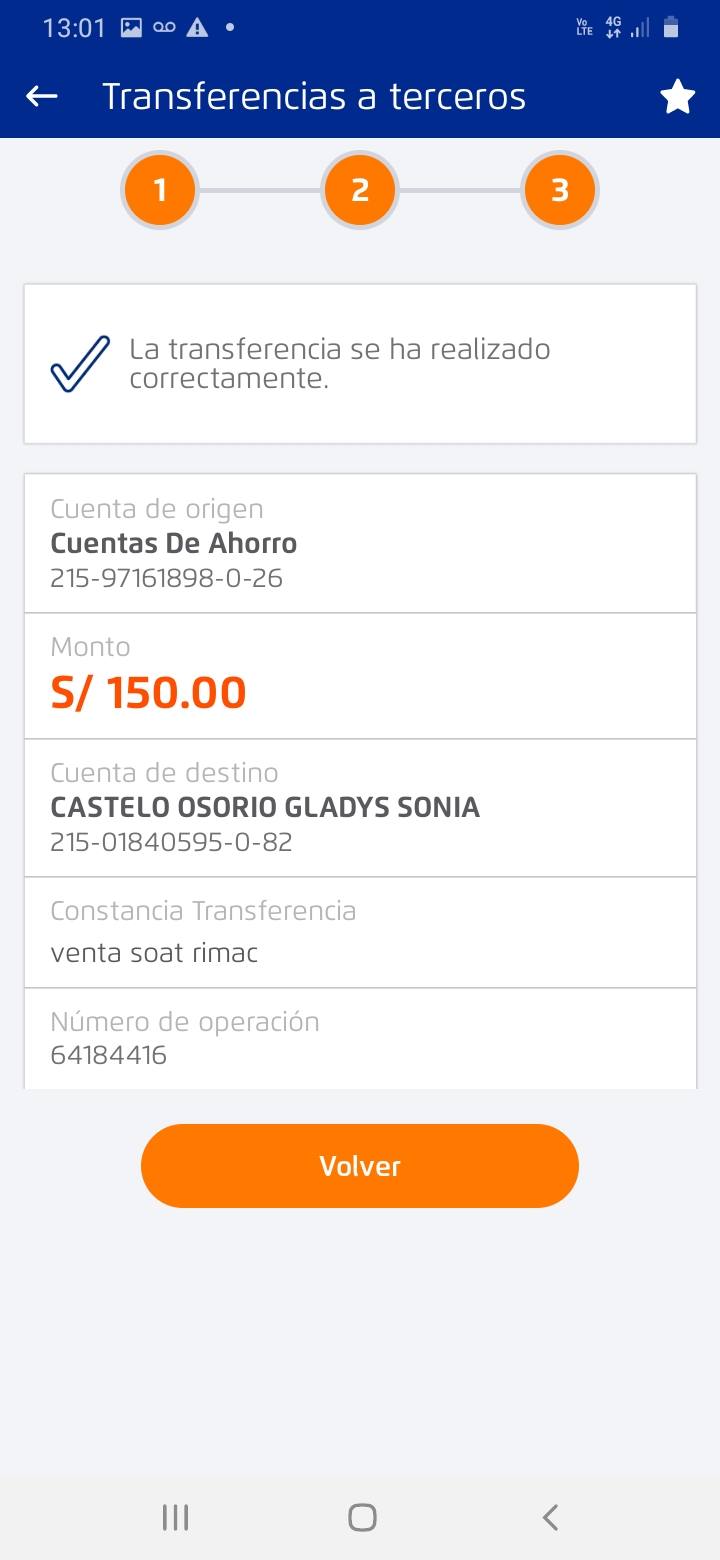 13:01
Vo LTE 4G
Transferencias a terceros
1 2 3
La transferencia se ha realizado
correctamente.
Cuenta de origen
Cuentas De Ahorro
215-97161898-0-26
Monto
S/ 150.00
Cuenta de destino
CASTELO OSORIO GLADYS SONIA
215-01840595-0-82
Constancia Transferencia
venta soat rimac
Número de operación
64184416
Volver